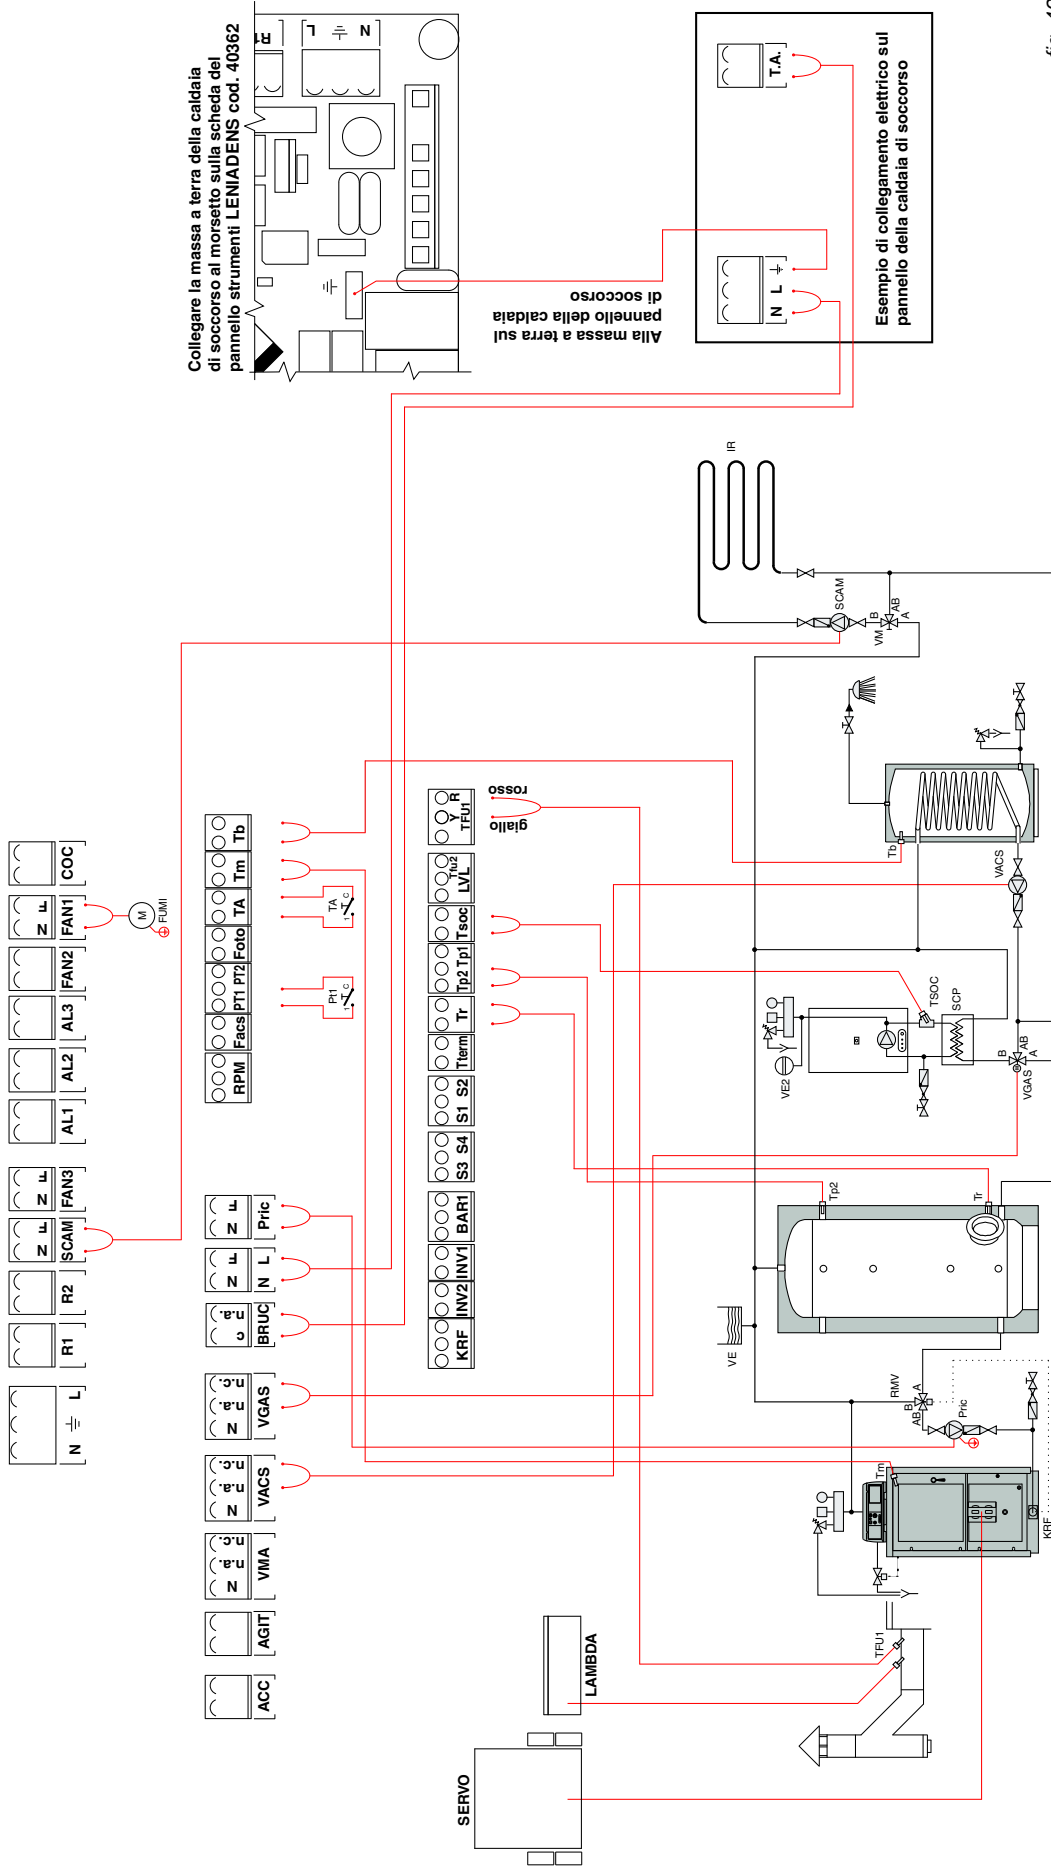 N L
R1
R2
N F
SCAM
N F
FAN3
AL1
AL2
AL3
FAN2
N F
FAN1
COC
M
FUMI
ACC
AGIT
N n.a. n.c.
VMA
N n.a. n.c.
VACS
N n.a. n.c.
VGAS
c n.a.
BRUC
N F
N L
N F
Pric
RPM
Facs
PT1 PT2
Foto
TA
Tm
Tb
Pt1
1 T C
TA
1 T C
KRF
INV2
INV1
BAR1
S3 S4
S1 S2
Tterm
Tr
Tp2 Tp1
Tsoc
Tfu2
LVL
Y R
TFU1
giallo
rosso
SERVO
LAMBDA
Collegare la massa a terra della caldaia
di soccorso al morsetto sulla scheda del
pannello strumenti LENIADENS cod. 40362
R1
L N
Alla massa a terra sul
pannello della caldaia
di soccorso
N L
T.A.
Esempio di collegamento elettrico sul
pannello della caldaia di soccorso
IR
SCAM
B
AB
A
VM
Tb
VACS
TSOC
SCP
VE2
B
AB
A
VGAS
Tp2
Tr
VE
RMV
B
A
AB
Pric
Tm
KRF
TFU1